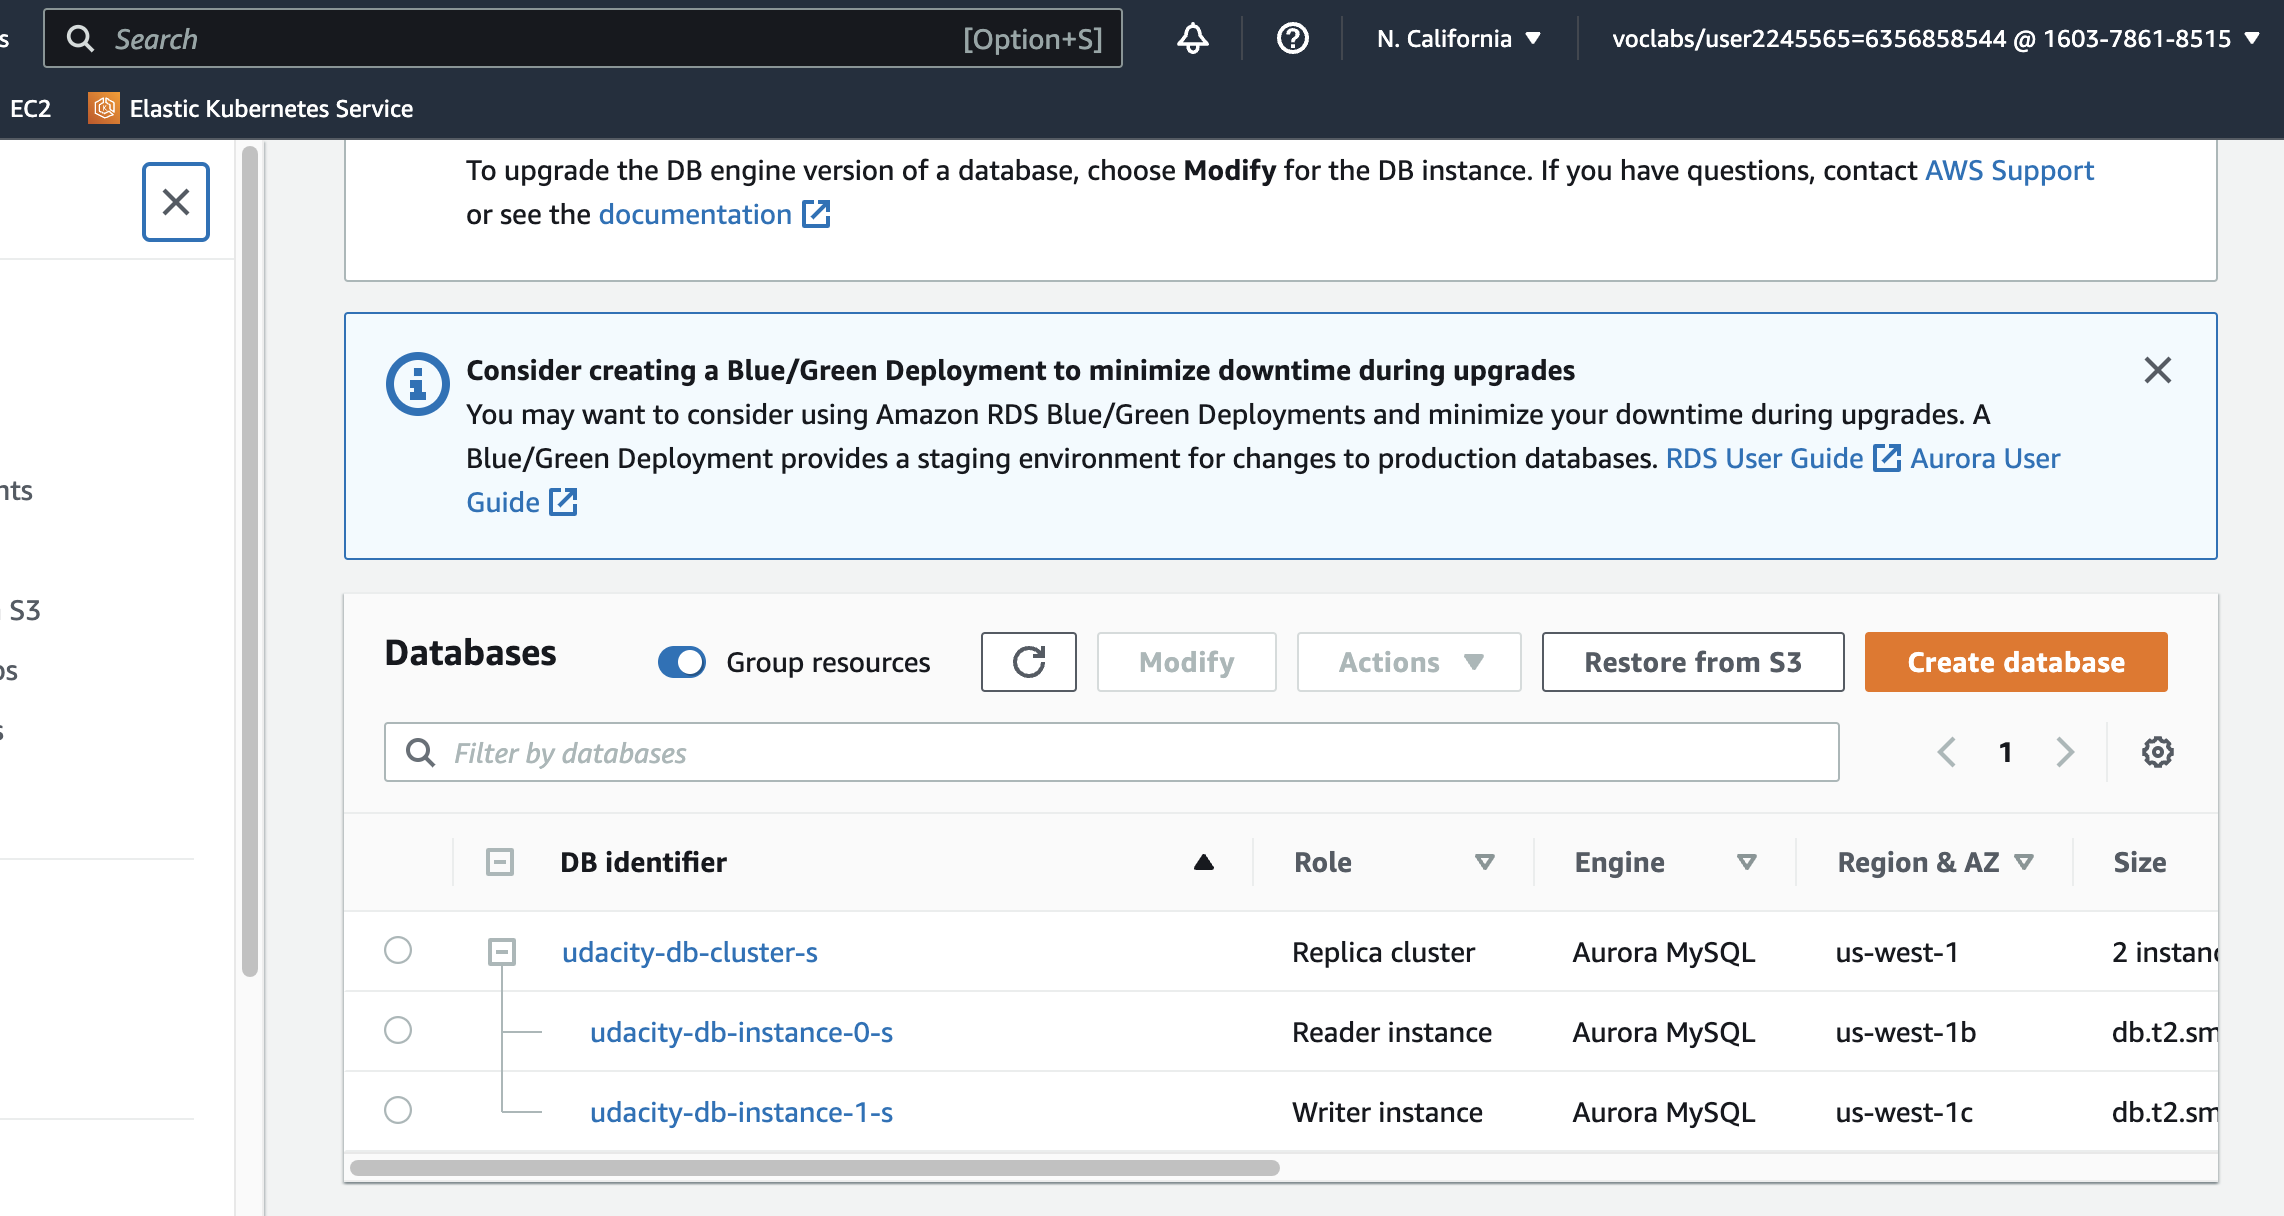 s
Search
[Option+S]
N. California
voclabs/user2245565=6356858544 @ 1603-7861-8515
EC2
Elastic Kubernetes Service
To upgrade the DB engine version of a database, choose Modify for the DB instance. If you have questions, contact AWS Support
or see the documentation
Consider creating a Blue/Green Deployment to minimize downtime during upgrades
You may want to consider using Amazon RDS Blue/Green Deployments and minimize your downtime during upgrades. A
Blue/Green Deployment provides a staging environment for changes to production databases. RDS User Guide Aurora User
Guide
nts
S3
os
s
Databases
Group resources
Modify
Actions
Restore from S3
Create database
Filter by databases
1
DB identifier Role Engine Region & AZ Size
udacity-db-cluster-s Replica cluster Aurora MySQL us-west-1 2 instanc
udacity-db-instance-0-s Reader instance Aurora MySQL us-west-1b db.t2.sm
udacity-db-instance-1-s Writer instance Aurora MySQL us-west-1c db.t2.sm